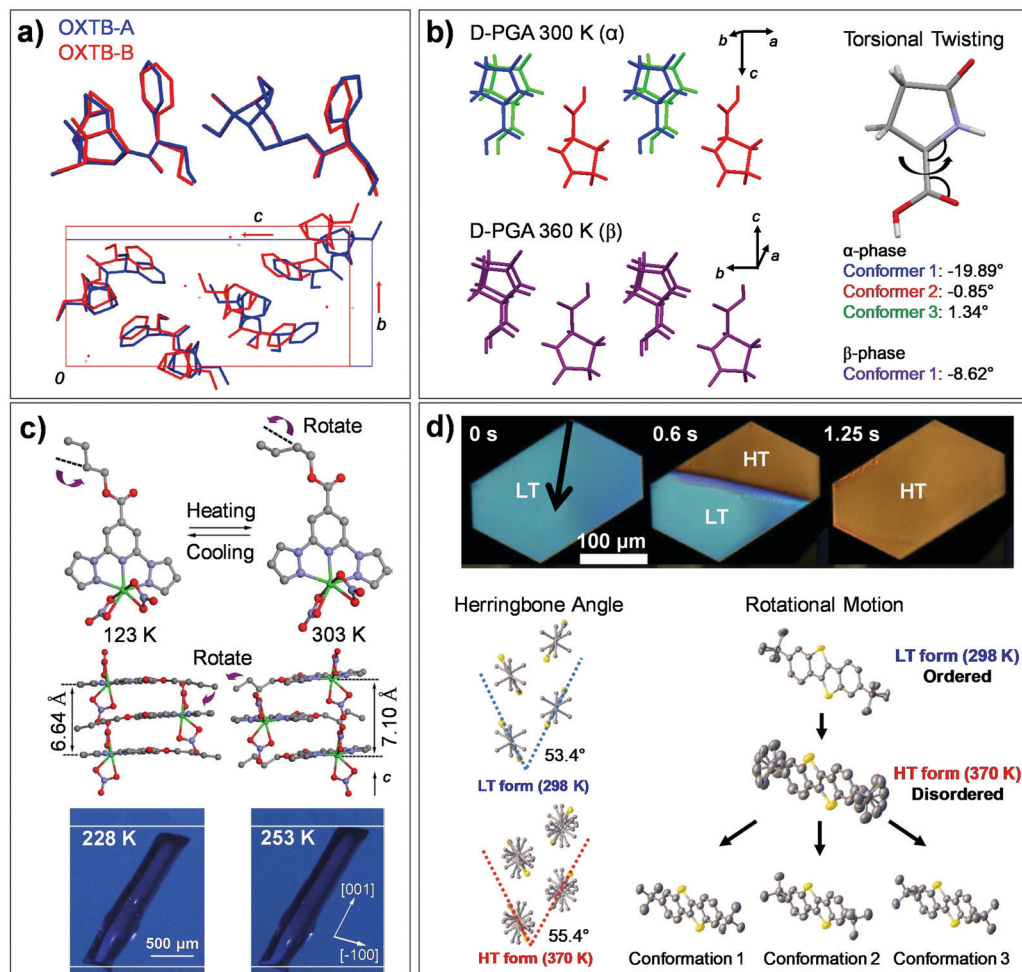 a)
OXTB-A
OXTB-B
c
b
0
b)
D-PGA 300 K (α)
b
a
c
Torsional Twisting
D-PGA 360 K (β)
c
a
b
α-phase
Conformer 1: -19.89°
Conformer 2: -0.85°
Conformer 3: 1.34°
β-phase
Conformer 1: -8.62°
c)
Rotate
Heating
Cooling
123 K
303 K
Rotate
6.64 Å
7.10 Å
c
228 K
253 K
[001]
[-100]
500 µm
d)
0 s
0.6 s
1.25 s
LT
HT
LT
HT
100 µm
Herringbone Angle
Rotational Motion
53.4°
LT form (298 K)
55.4°
HT form (370 K)
LT form (298 K)
Ordered
HT form (370 K)
Disordered
Conformation 1
Conformation 2
Conformation 3